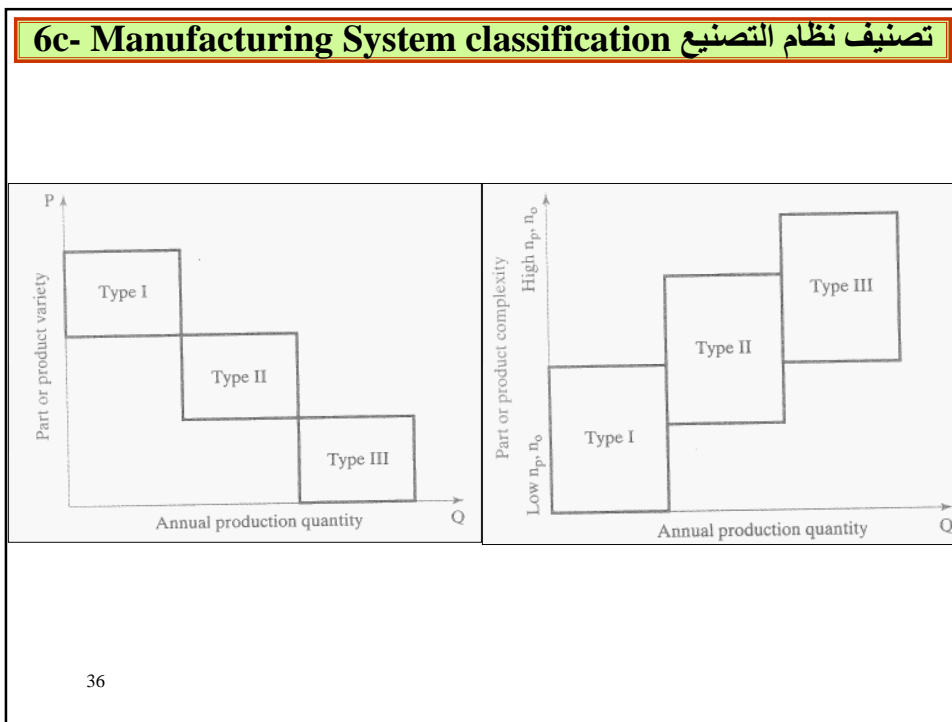 6c- Manufacturing System classification تصنيف نظام التصنيع
P
Part or product variety
Type I
Type II
Type III
Annual production quantity
Q
Part or product complexity
High nₚ, nₒ
Low nₚ, nₒ
Type I
Type II
Type III
Annual production quantity
Q
36